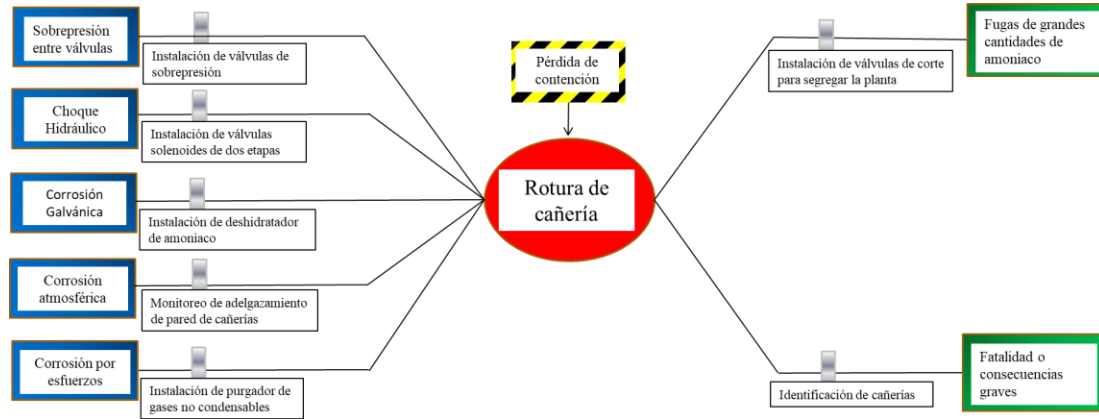 Sobrepresión
entre válvulas
Instalación de válvulas de
sobrepresión
Choque
Hidráulico
Instalación de válvulas
solenoides de dos etapas
Corrosión
Galvánica
Instalación de deshidratador
de amoniaco
Corrosión
atmosférica
Monitoreo de adelgazamiento
de pared de cañerías
Corrosión por
esfuerzos
Instalación de purgador de
gases no condensables
Pérdida de
contención
Rotura de
cañería
Instalación de válvulas de corte
para segregar la planta
Fugas de grandes
cantidades de
amoniaco
Identificación de cañerías
Fatalidad o
consecuencias
graves